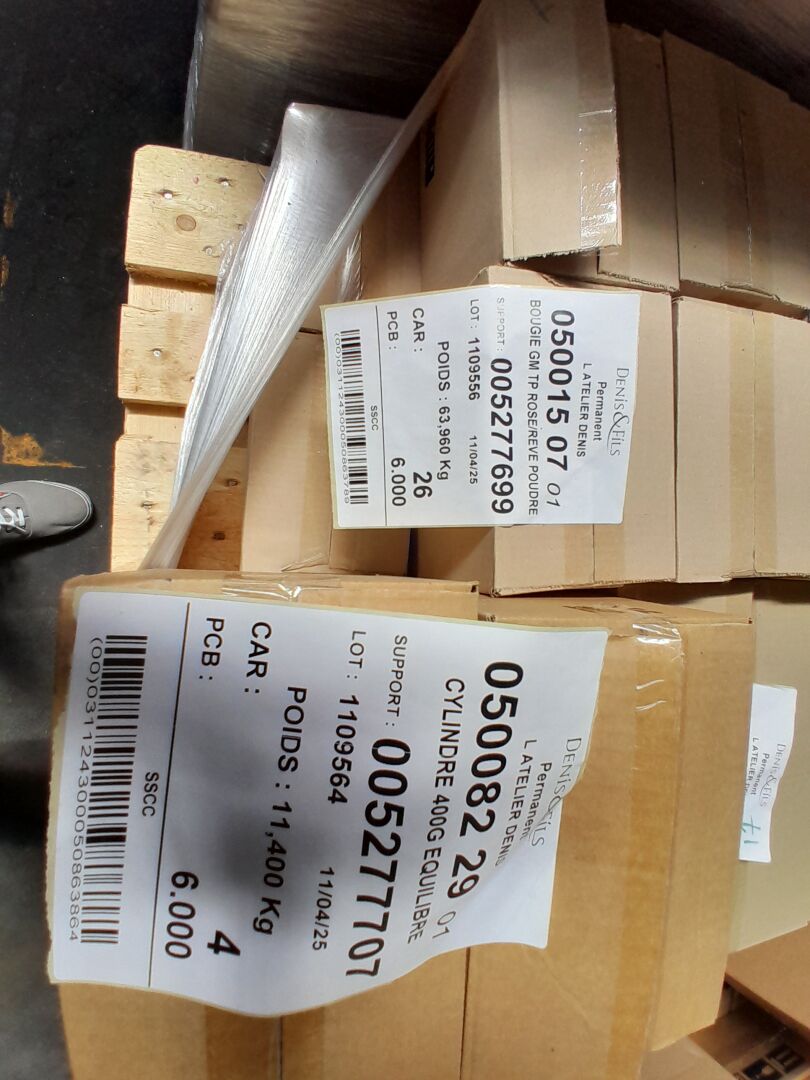 DENIS&FILS
Permanent
L ATELIER DENIS
050015 07 01
BOUGIE GM TP ROSE/REVE POUDRE
SUPPORT : 005277699
LOT : 1109556 11/04/25
POIDS : 63,960 Kg
CAR : 26
PCB : 6.000
SSCC
(00)031124300050863789
DENIS&FILS
Permanent
L ATELIER DENIS
050082 29 01
CYLINDRE 400G EQUILIBRE
SUPPORT : 005277707
LOT : 1109564 11/04/25
POIDS : 11,400 Kg
CAR : 4
PCB : 6.000
SSCC
(00)031124300050863864
DENIS&FILS
Permanent
L ATELIER